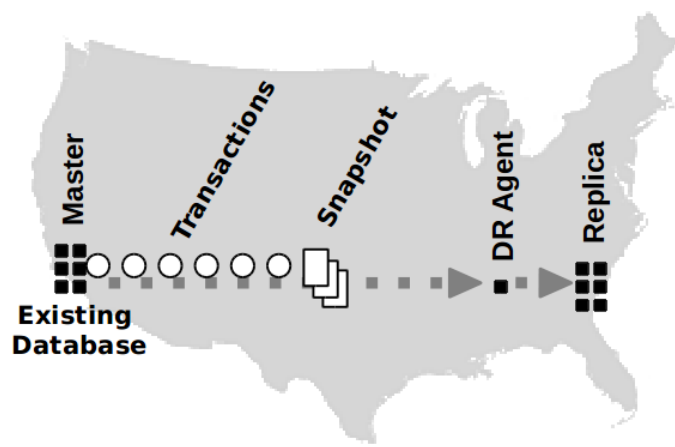 Master
Transactions
Snapshot
DR Agent
Replica
Existing
Database